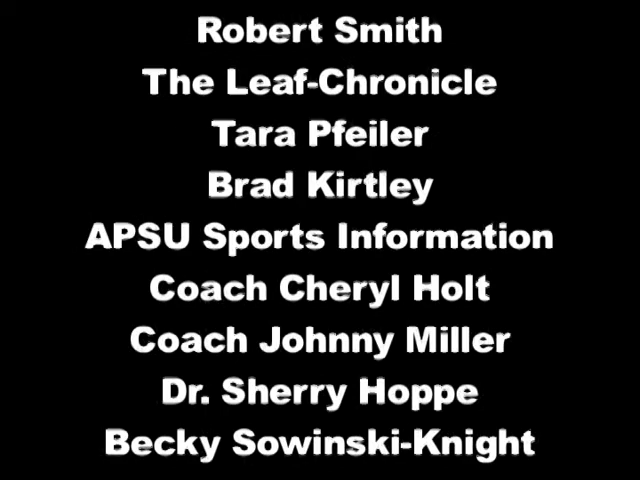 Robert Smith
The Leaf-Chronicle
Tara Pfeiler
Brad Kirtley
APSU Sports Information
Coach Cheryl Holt
Coach Johnny Miller
Dr. Sherry Hoppe
Becky Sowinski-Knight